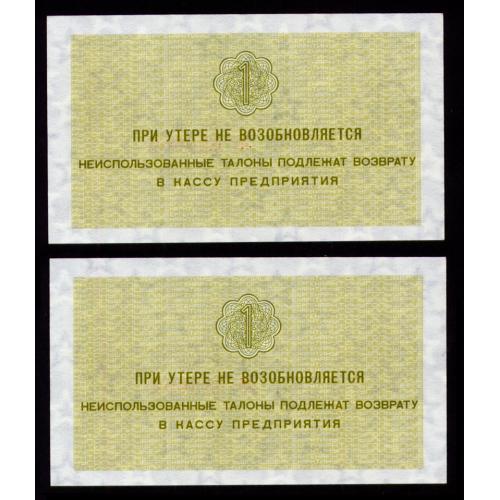 1
ПРИ УТЕРЕ НЕ ВОЗОБНОВЛЯЕТСЯ
НЕИСПОЛЬЗОВАННЫЕ ТАЛОНЫ ПОДЛЕЖАТ ВОЗВРАТУ
В КАССУ ПРЕДПРИЯТИЯ
1
ПРИ УТЕРЕ НЕ ВОЗОБНОВЛЯЕТСЯ
НЕИСПОЛЬЗОВАННЫЕ ТАЛОНЫ ПОДЛЕЖАТ ВОЗВРАТУ
В КАССУ ПРЕДПРИЯТИЯ